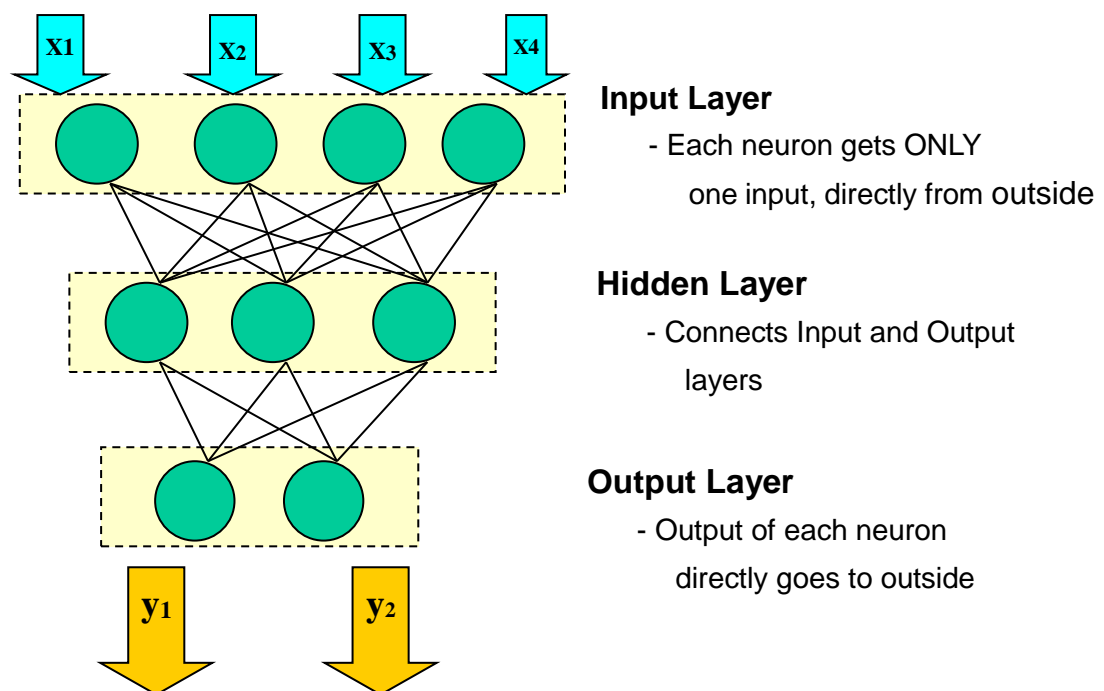 x1 x2 x3 x4
Input Layer
- Each neuron gets ONLY
one input, directly from outside
Hidden Layer
- Connects Input and Output
layers
Output Layer
- Output of each neuron
directly goes to outside
y1 y2